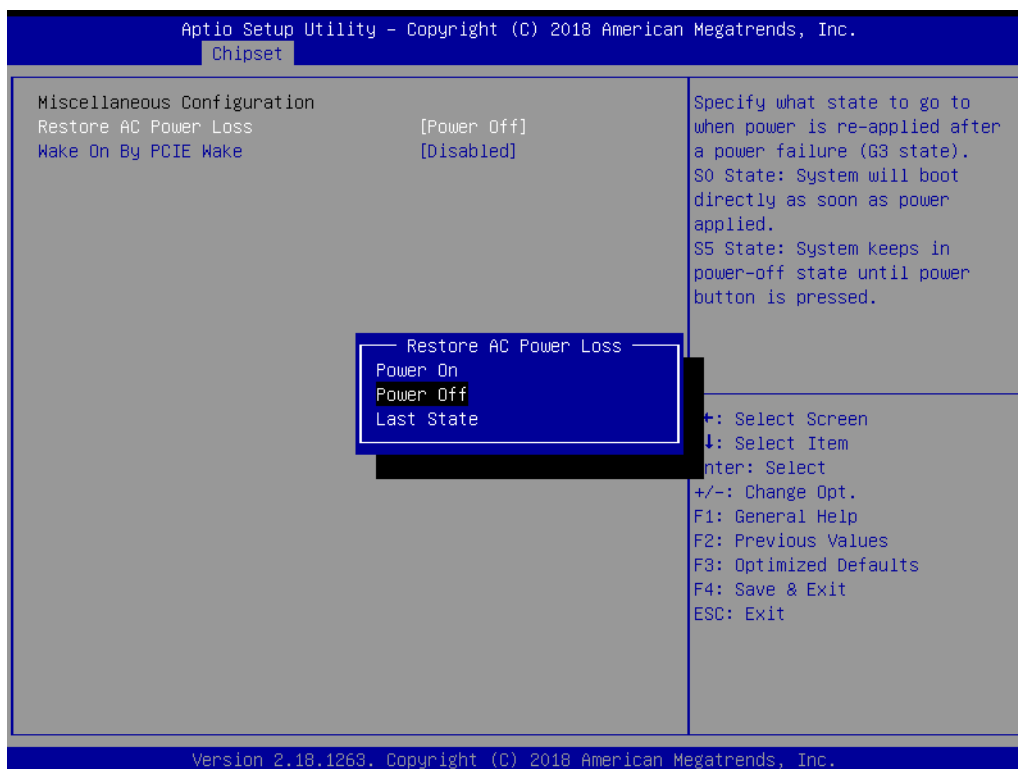 Aptio Setup Utility – Copyright (C) 2018 American Megatrends, Inc.
Chipset
Miscellaneous Configuration
Restore AC Power Loss [Power Off]
Wake On By PCIE Wake [Disabled]
Specify what state to go to
when power is re-applied after
a power failure (G3 state).
S0 State: System will boot
directly as soon as power
applied.
S5 State: System keeps in
power-off state until power
button is pressed.
Restore AC Power Loss
Power On
Power Off
Last State
←: Select Screen
↓: Select Item
nter: Select
+/-: Change Opt.
F1: General Help
F2: Previous Values
F3: Optimized Defaults
F4: Save & Exit
ESC: Exit
Version 2.18.1263. Copyright (C) 2018 American Megatrends, Inc.